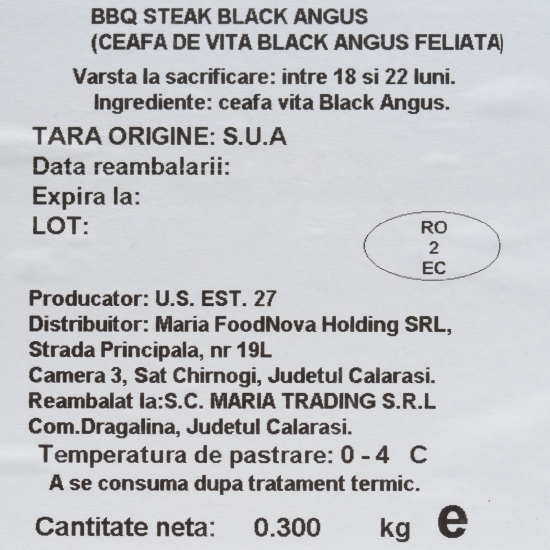 BBQ STEAK BLACK ANGUS
(CEAFA DE VITA BLACK ANGUS FELIATA)
Varsta la sacrificare: intre 18 si 22 luni.
Ingrediente: ceafa vita Black Angus.
TARA ORIGINE: S.U.A
Data reambalarii:
Expira la:
LOT:
RO
2
EC
Producator: U.S. EST. 27
Distribuitor: Maria FoodNova Holding SRL,
Strada Principala, nr 19L
Camera 3, Sat Chirnogi, Judetul Calarasi.
Reambalat la:S.C. MARIA TRADING S.R.L
Com.Dragalina, Judetul Calarasi.
Temperatura de pastrare: 0 - 4 C
A se consuma dupa tratament termic.
Cantitate neta: 0.300 kg e